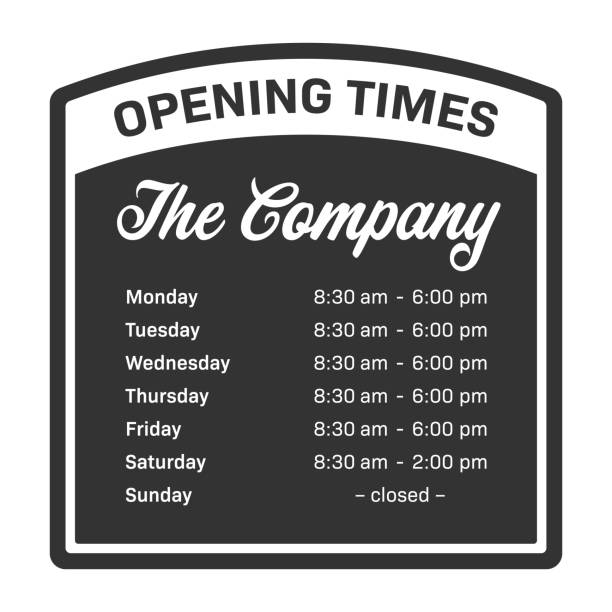 OPENING TIMES
The Company
Monday 8:30 am - 6:00 pm
Tuesday 8:30 am - 6:00 pm
Wednesday 8:30 am - 6:00 pm
Thursday 8:30 am - 6:00 pm
Friday 8:30 am - 6:00 pm
Saturday 8:30 am - 2:00 pm
Sunday – closed –